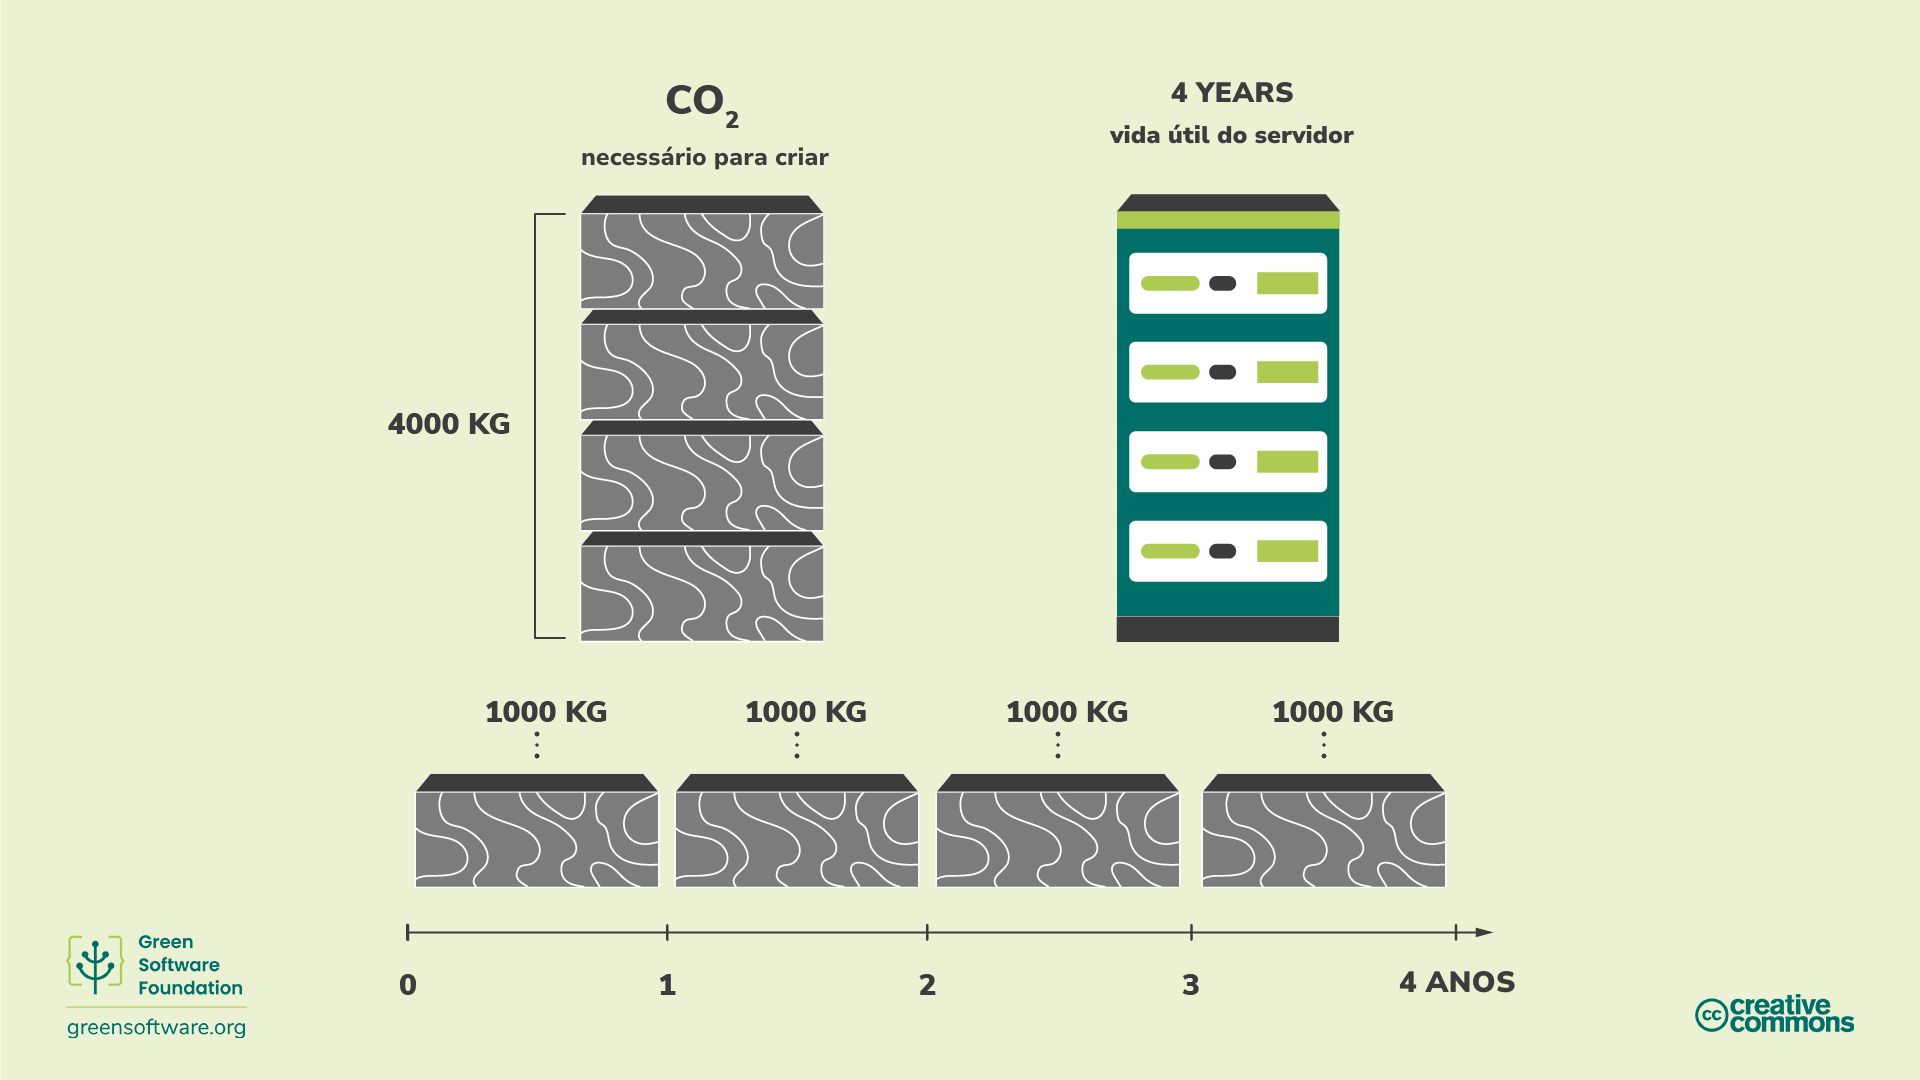 CO2
necessário para criar
4 YEARS
vida útil do servidor
4000 KG
1000 KG
1000 KG
1000 KG
1000 KG
0
1
2
3
4 ANOS
Green
Software
Foundation
greensoftware.org
cc creative
commons